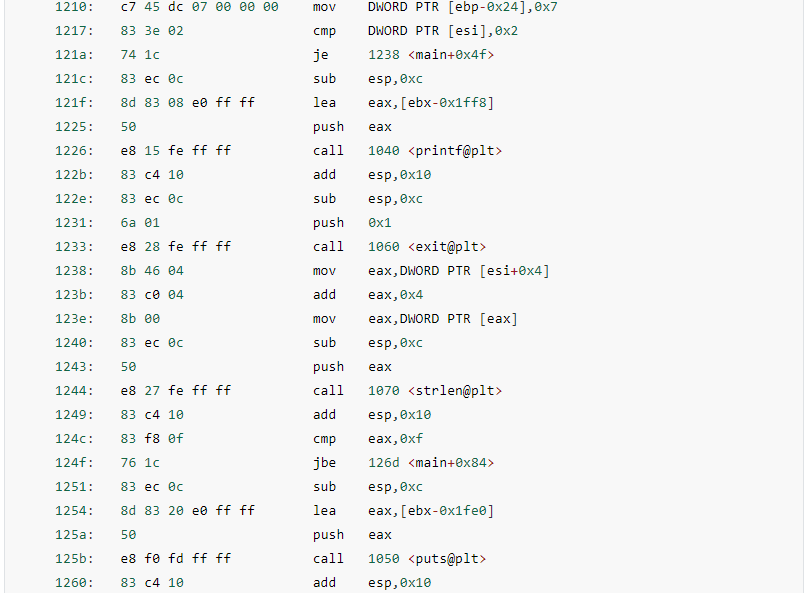 1210: c7 45 dc 07 00 00 00 mov DWORD PTR [ebp-0x24],0x7
1217: 83 3e 02 cmp DWORD PTR [esi],0x2
121a: 74 1c je 1238 <main+0x4f>
121c: 83 ec 0c sub esp,0xc
121f: 8d 83 08 e0 ff ff lea eax,[ebx-0x1ff8]
1225: 50 push eax
1226: e8 15 fe ff ff call 1040 <printf@plt>
122b: 83 c4 10 add esp,0x10
122e: 83 ec 0c sub esp,0xc
1231: 6a 01 push 0x1
1233: e8 28 fe ff ff call 1060 <exit@plt>
1238: 8b 46 04 mov eax,DWORD PTR [esi+0x4]
123b: 83 c0 04 add eax,0x4
123e: 8b 00 mov eax,DWORD PTR [eax]
1240: 83 ec 0c sub esp,0xc
1243: 50 push eax
1244: e8 27 fe ff ff call 1070 <strlen@plt>
1249: 83 c4 10 add esp,0x10
124c: 83 f8 0f cmp eax,0xf
124f: 76 1c jbe 126d <main+0x84>
1251: 83 ec 0c sub esp,0xc
1254: 8d 83 20 e0 ff ff lea eax,[ebx-0x1fe0]
125a: 50 push eax
125b: e8 f0 fd ff ff call 1050 <puts@plt>
1260: 83 c4 10 add esp,0x10